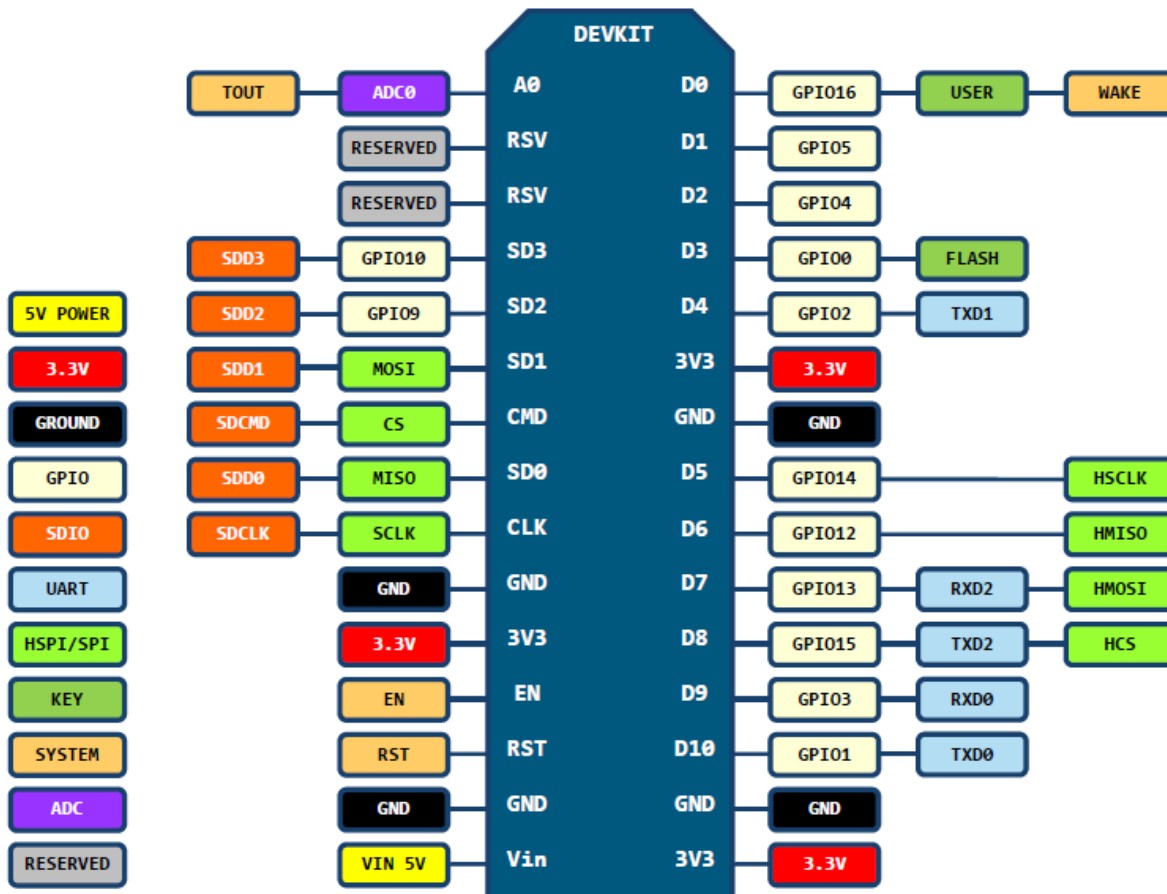 DEVKIT
TOUT ADC0 A0 D0 GPIO16 USER WAKE
RESERVED RSV D1 GPIO5
RESERVED RSV D2 GPIO4
SDD3 GPIO10 SD3 D3 GPIO0 FLASH
5V POWER SDD2 GPIO9 SD2 D4 GPIO2 TXD1
3.3V SDD1 MOSI SD1 3V3 3.3V
GROUND SDCMD CS CMD GND GND
GPIO SDD0 MISO SD0 D5 GPIO14 HSCLK
SDIO SDCLK SCLK CLK D6 GPIO12 HMISO
UART GND GND D7 GPIO13 RXD2 HMOSI
HSPI/SPI 3.3V 3V3 D8 GPIO15 TXD2 HCS
KEY EN EN D9 GPIO3 RXD0
SYSTEM RST RST D10 GPIO1 TXD0
ADC GND GND GND GND
RESERVED VIN 5V Vin 3V3 3.3V